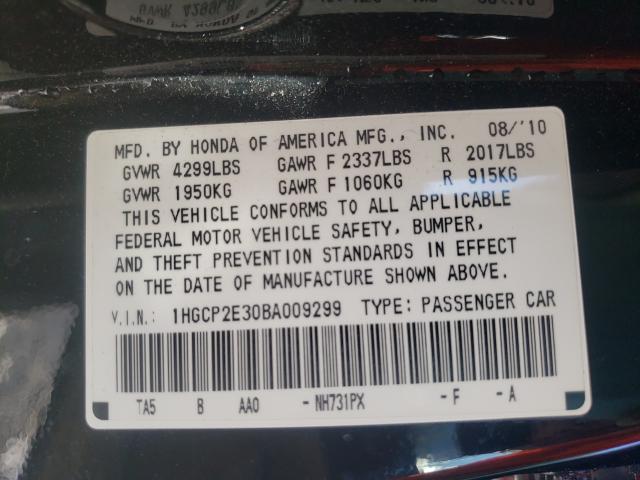 MFD. BY HONDA OF AMERICA MFG., INC. 08/'10
GVWR 4299LBS GAWR F 2337LBS R 2017LBS
GVWR 1950KG GAWR F 1060KG R 915KG
THIS VEHICLE CONFORMS TO ALL APPLICABLE
FEDERAL MOTOR VEHICLE SAFETY, BUMPER,
AND THEFT PREVENTION STANDARDS IN EFFECT
ON THE DATE OF MANUFACTURE SHOWN ABOVE.
V.I.N.: 1HGCP2E30BA009299 TYPE: PASSENGER CAR
TA5 B AA0 -NH731PX -F -A